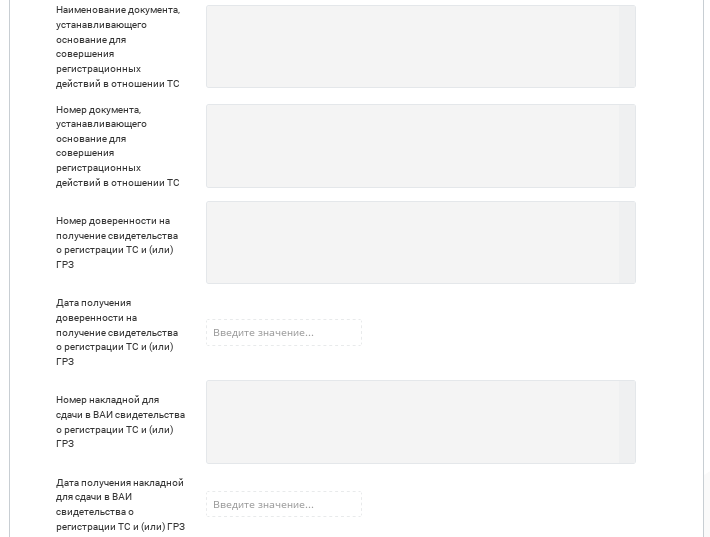 Наименование документа,
устанавливающего
основание для
совершения
регистрационных
действий в отношении ТС
Номер документа,
устанавливающего
основание для
совершения
регистрационных
действий в отношении ТС
Номер доверенности на
получение свидетельства
о регистрации ТС и (или)
ГРЗ
Дата получения
доверенности на
получение свидетельства
о регистрации ТС и (или)
ГРЗ
Введите значение...
Номер накладной для
сдачи в ВАИ свидетельства
о регистрации ТС и (или)
ГРЗ
Дата получения накладной
для сдачи в ВАИ
свидетельства о
регистрации ТС и (или) ГРЗ
Введите значение...